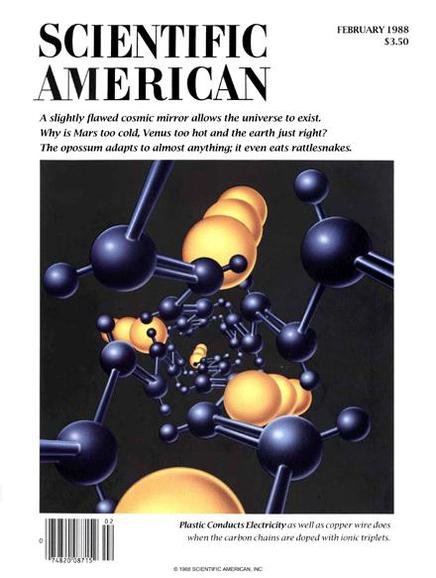 SCIENTIFIC
AMERICAN
FEBRUARY 1988
$3.50
A slightly flawed cosmic mirror allows the universe to exist.
Why is Mars too cold, Venus too hot and the earth just right?
The opossum adapts to almost anything; it even eats rattlesnakes.
Plastic Conducts Electricity as well as copper wire does
when the carbon chains are doped with ionic triplets.
02
0
74820 08715
© 1988 SCIENTIFIC AMERICAN, INC